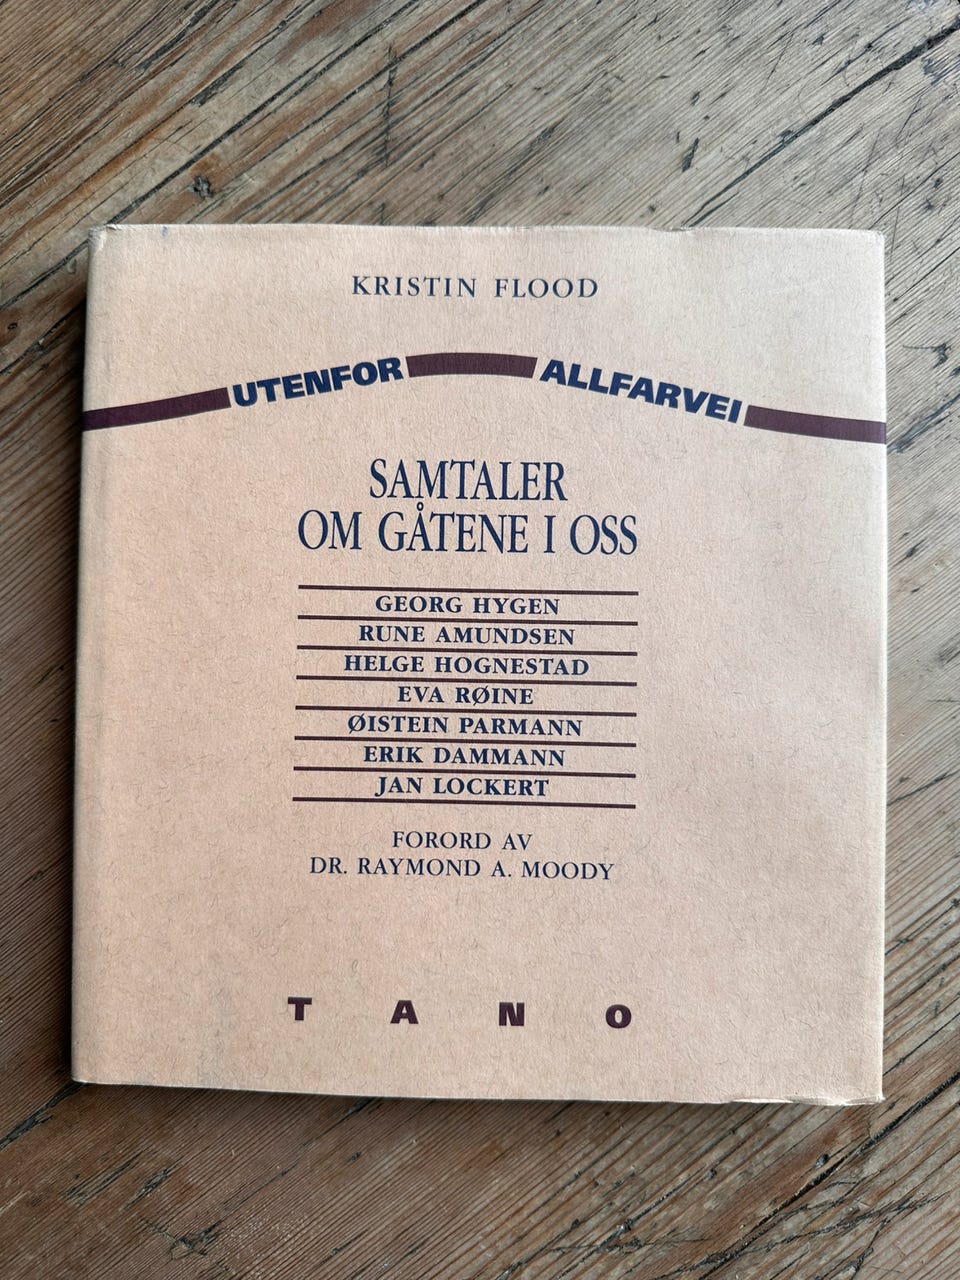 KRISTIN FLOOD
UTENFOR ALLFARVEI
SAMTALER
OM GÅTENE I OSS
GEORG HYGEN
RUNE AMUNDSEN
HELGE HOGNESTAD
EVA RØINE
ØISTEIN PARMANN
ERIK DAMMANN
JAN LOCKERT
FORORD AV
DR. RAYMOND A. MOODY
TANO